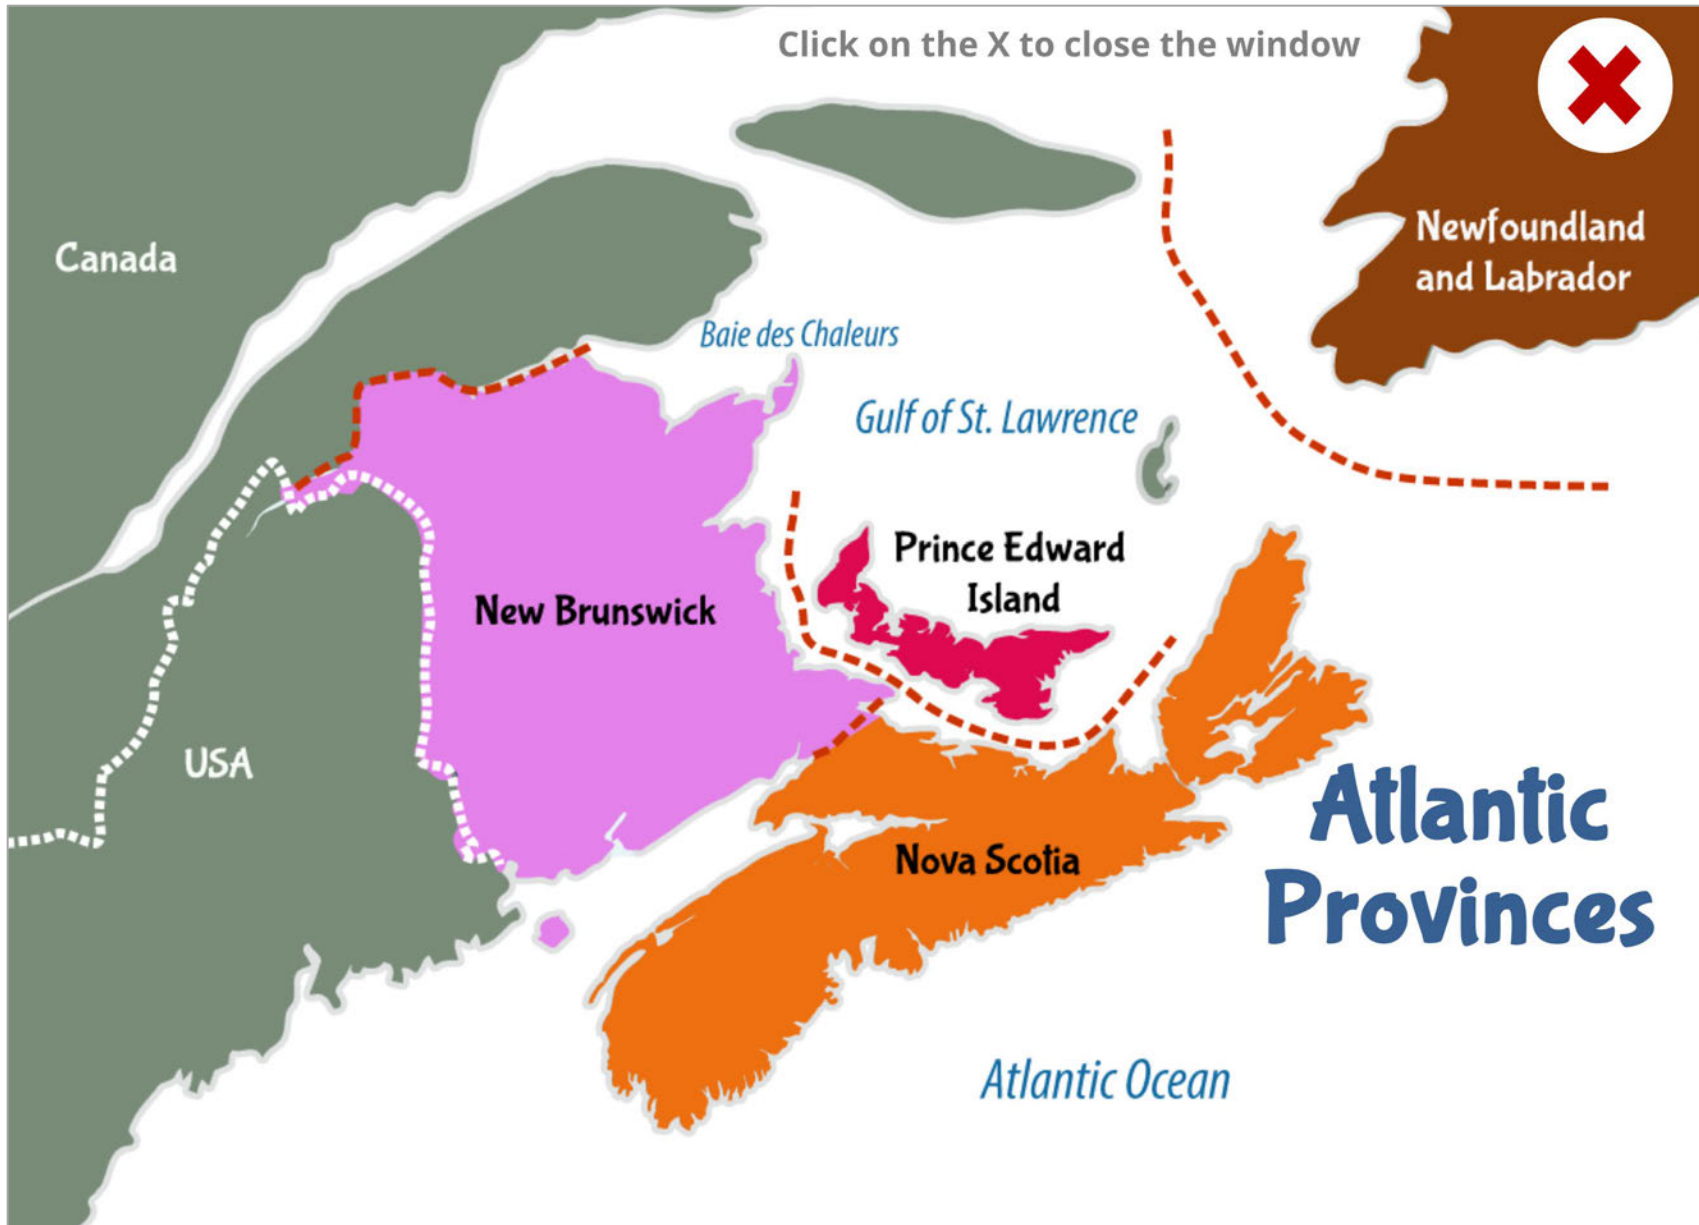 Click on the X to close the window
Newfoundland
and Labrador
Canada
Baie des Chaleurs
Gulf of St. Lawrence
Prince Edward
Island
New Brunswick
USA
Atlantic
Provinces
Nova Scotia
Atlantic Ocean